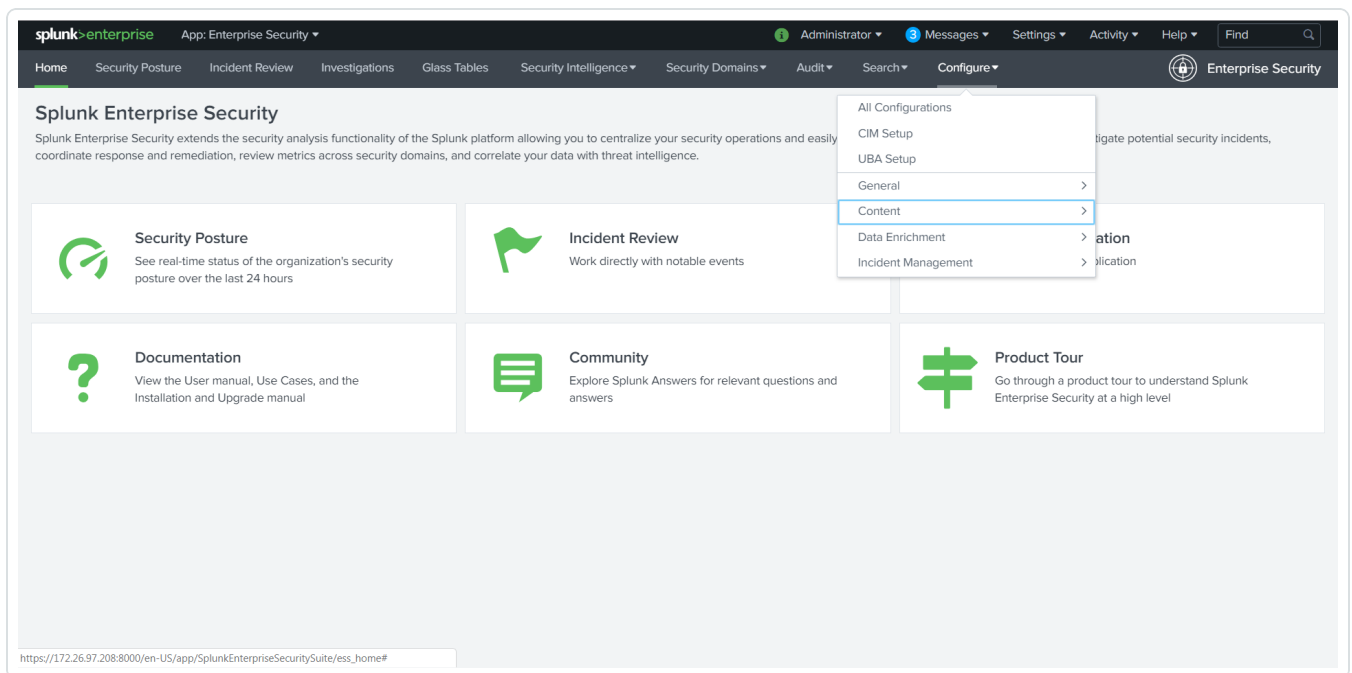 splunk>enterprise App: Enterprise Security i Administrator 3 Messages Settings Activity Help Find
Home Security Posture Incident Review Investigations Glass Tables Security Intelligence Security Domains Audit Search Configure Enterprise Security
Splunk Enterprise Security
Splunk Enterprise Security extends the security analysis functionality of the Splunk platform allowing you to centralize your security operations and easily tigate potential security incidents,
coordinate response and remediation, review metrics across security domains, and correlate your data with threat intelligence.
All Configurations
CIM Setup
UBA Setup
General
Content
Data Enrichment
Incident Management
Security Posture
See real-time status of the organization's security
posture over the last 24 hours
Incident Review
Work directly with notable events
ation
plication
Documentation
View the User manual, Use Cases, and the
Installation and Upgrade manual
Community
Explore Splunk Answers for relevant questions and
answers
Product Tour
Go through a product tour to understand Splunk
Enterprise Security at a high level
https://172.26.97.208:8000/en-US/app/SplunkEnterpriseSecuritySuite/ess_home#